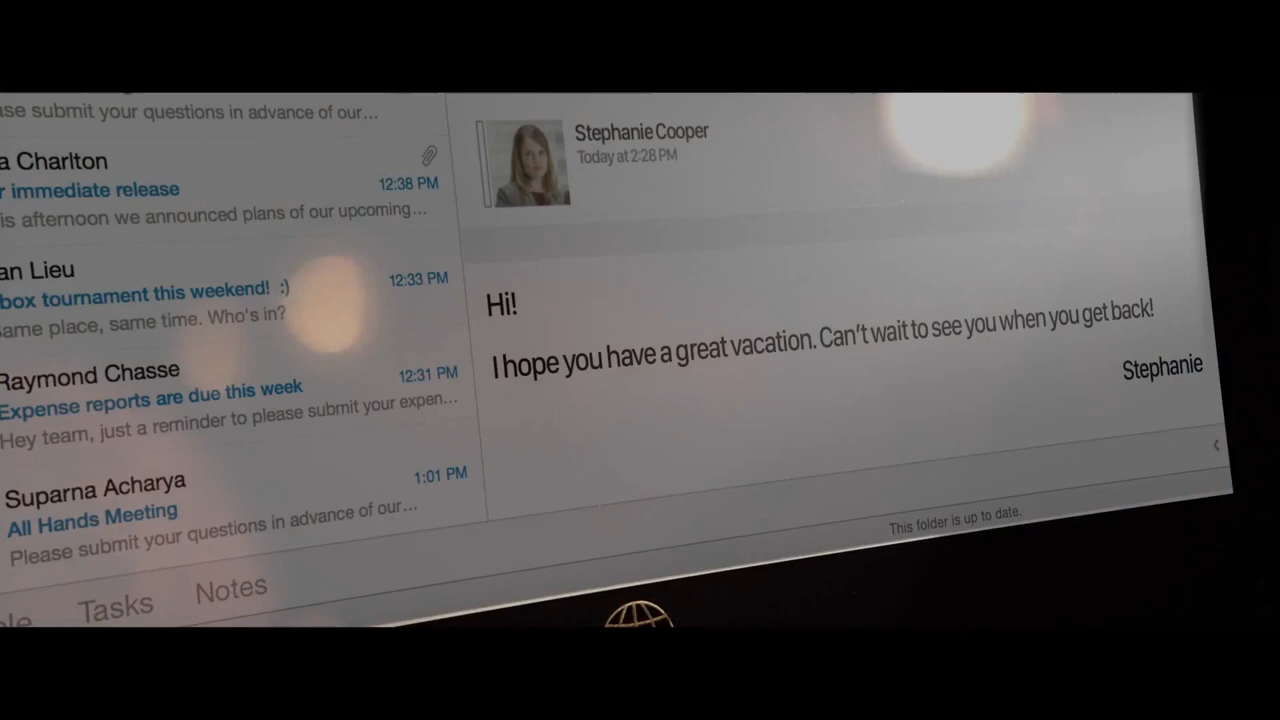 ase submit your questions in advance of our...
a Charlton
r immediate release
12:38 PM
is afternoon we announced plans of our upcoming...
an Lieu
box tournament this weekend! :)
12:33 PM
Same place, same time. Who's in?
Raymond Chasse
Expense reports are due this week
12:31 PM
Hey team, just a reminder to please submit your expen...
Suparna Acharya
All Hands Meeting
1:01 PM
Please submit your questions in advance of our...
Tasks
Notes
Stephanie Cooper
Today at 2:28 PM
Hi!
I hope you have a great vacation. Can't wait to see you when you get back!
Stephanie
This folder is up to date.